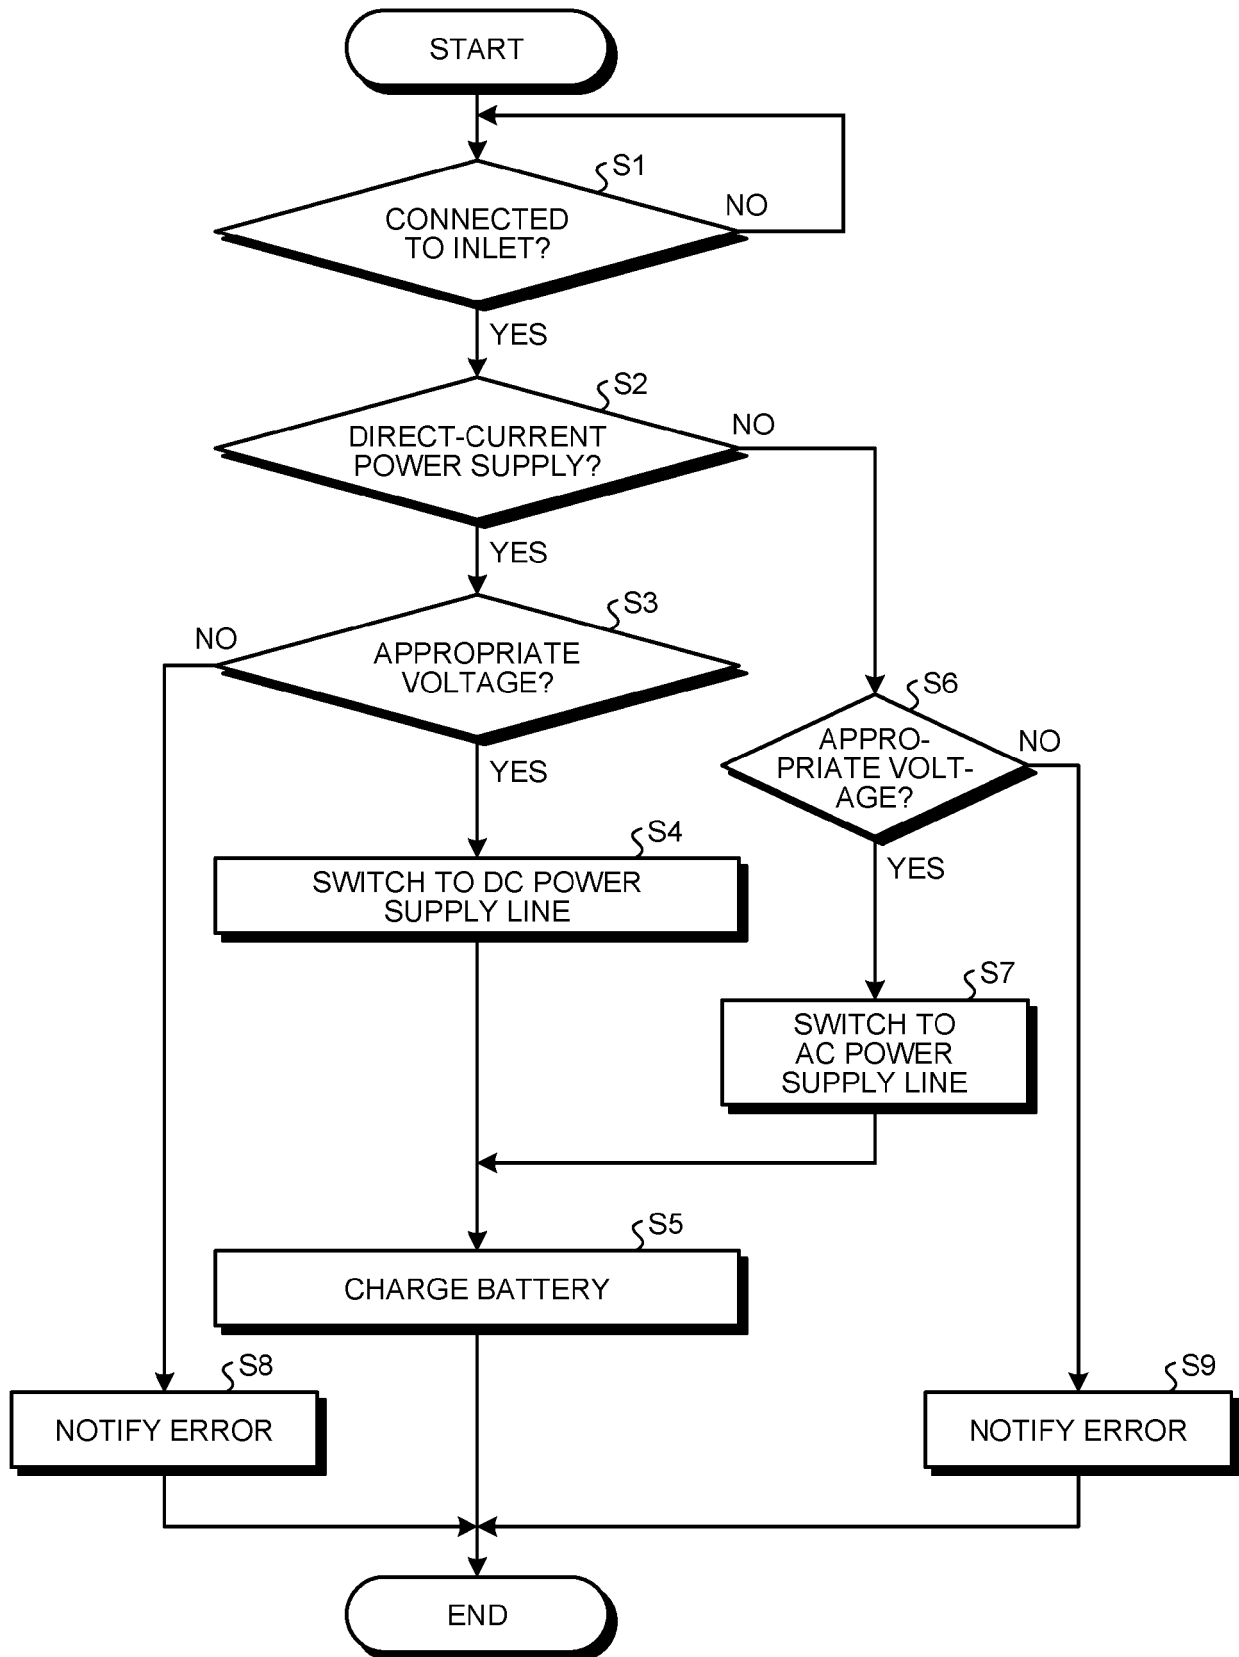 START
S1
CONNECTED
TO INLET?
NO
YES
S2
DIRECT-CURRENT
POWER SUPPLY?
NO
YES
S3
NO
APPROPRIATE
VOLTAGE?
YES
S6
APPRO-
PRIATE VOLT-
AGE?
NO
YES
S4
SWITCH TO DC POWER
SUPPLY LINE
S7
SWITCH TO
AC POWER
SUPPLY LINE
S5
CHARGE BATTERY
S8
NOTIFY ERROR
S9
NOTIFY ERROR
END